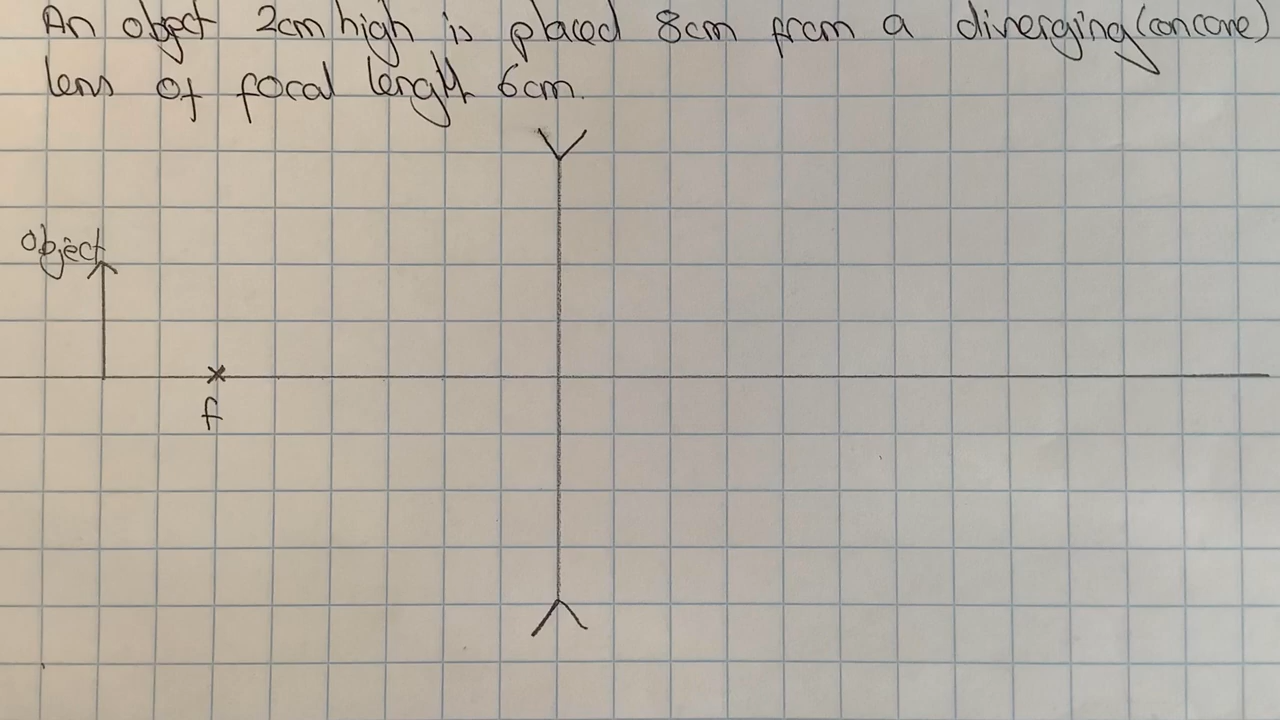 An object 2cm high is placed 8cm from a diverging (concave)
lens of focal length 6cm.
object
f